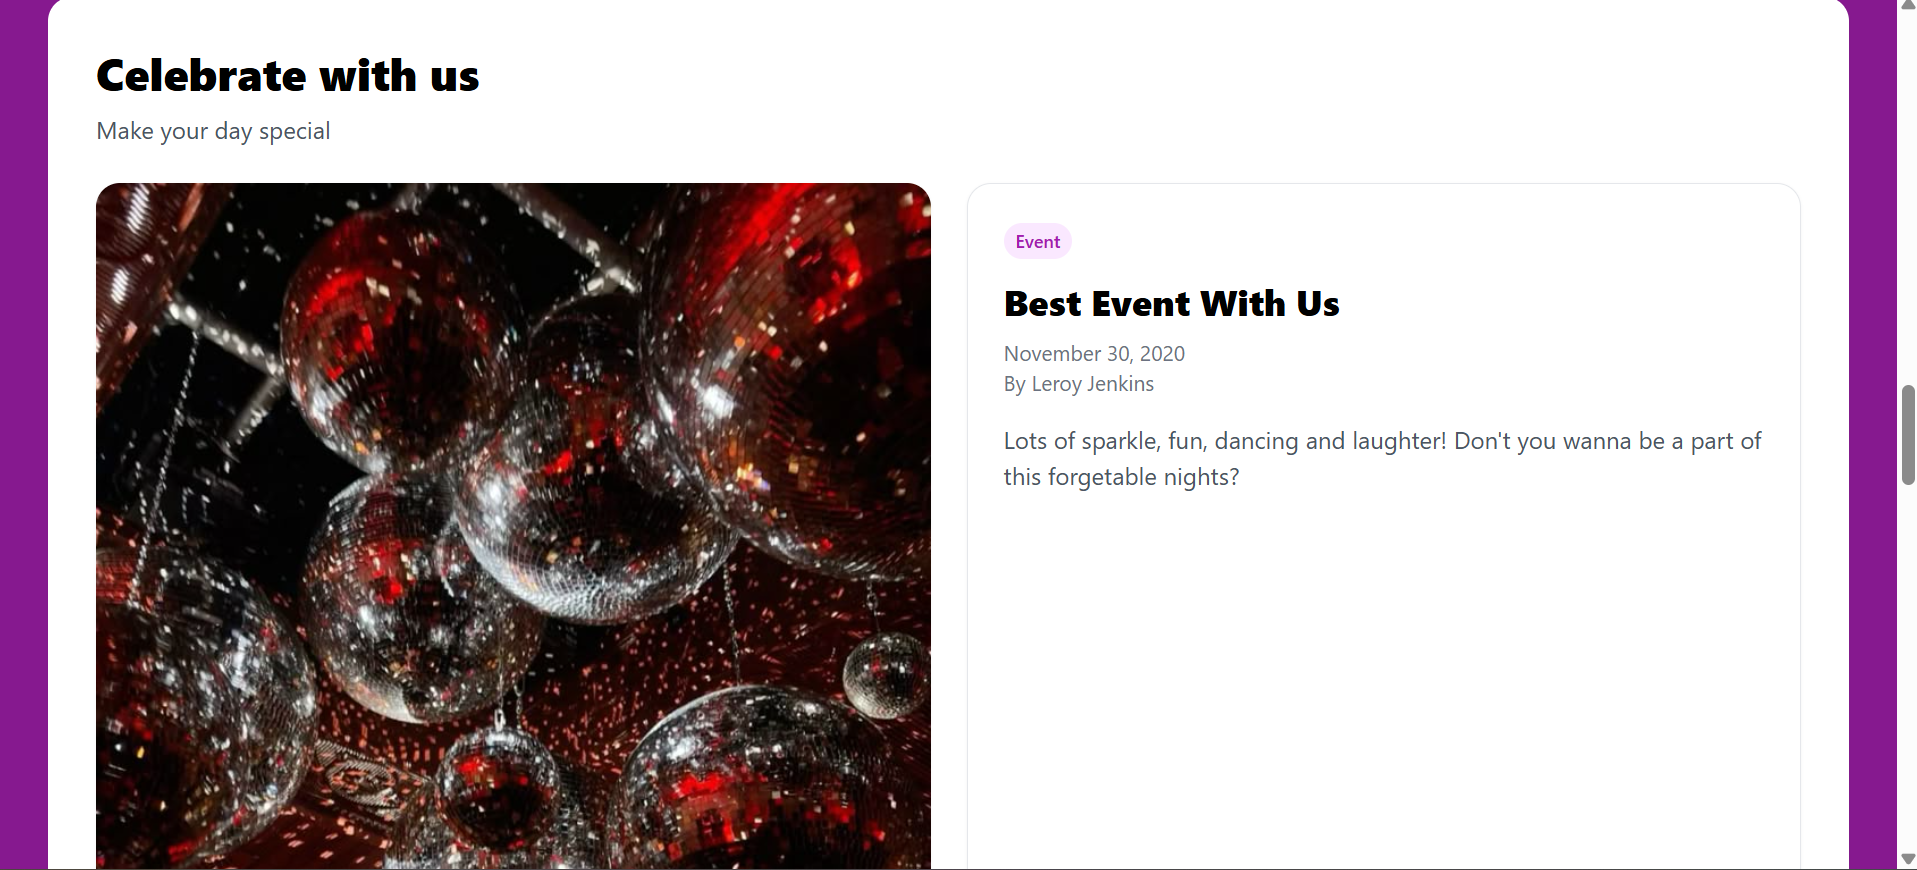 Celebrate with us
Make your day special
Event
Best Event With Us
November 30, 2020
By Leroy Jenkins
Lots of sparkle, fun, dancing and laughter! Don't you wanna be a part of
this forgetable nights?